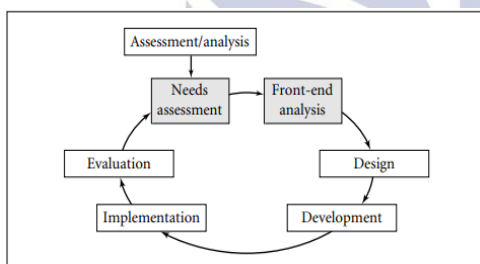 Assessment/analysis
Needs
assessment
Front-end
analysis
Evaluation
Design
Implementation
Development